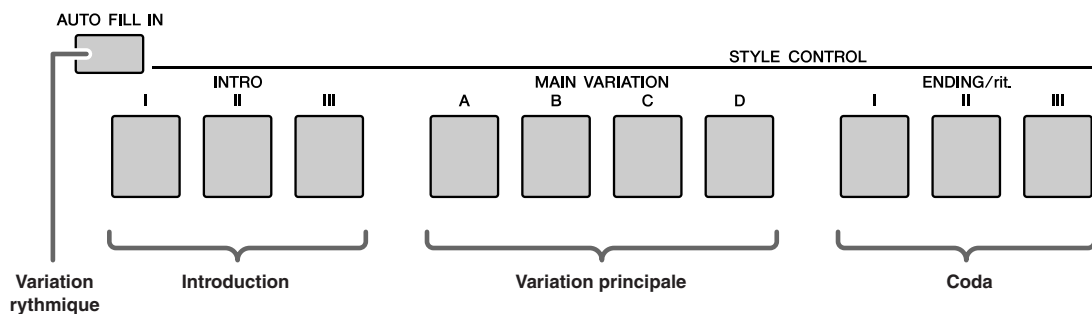 AUTO FILL IN
STYLE CONTROL
INTRO
MAIN VARIATION
ENDING/rit.
I II III
A B C D
I II III
Variation
rythmique
Introduction
Variation principale
Coda